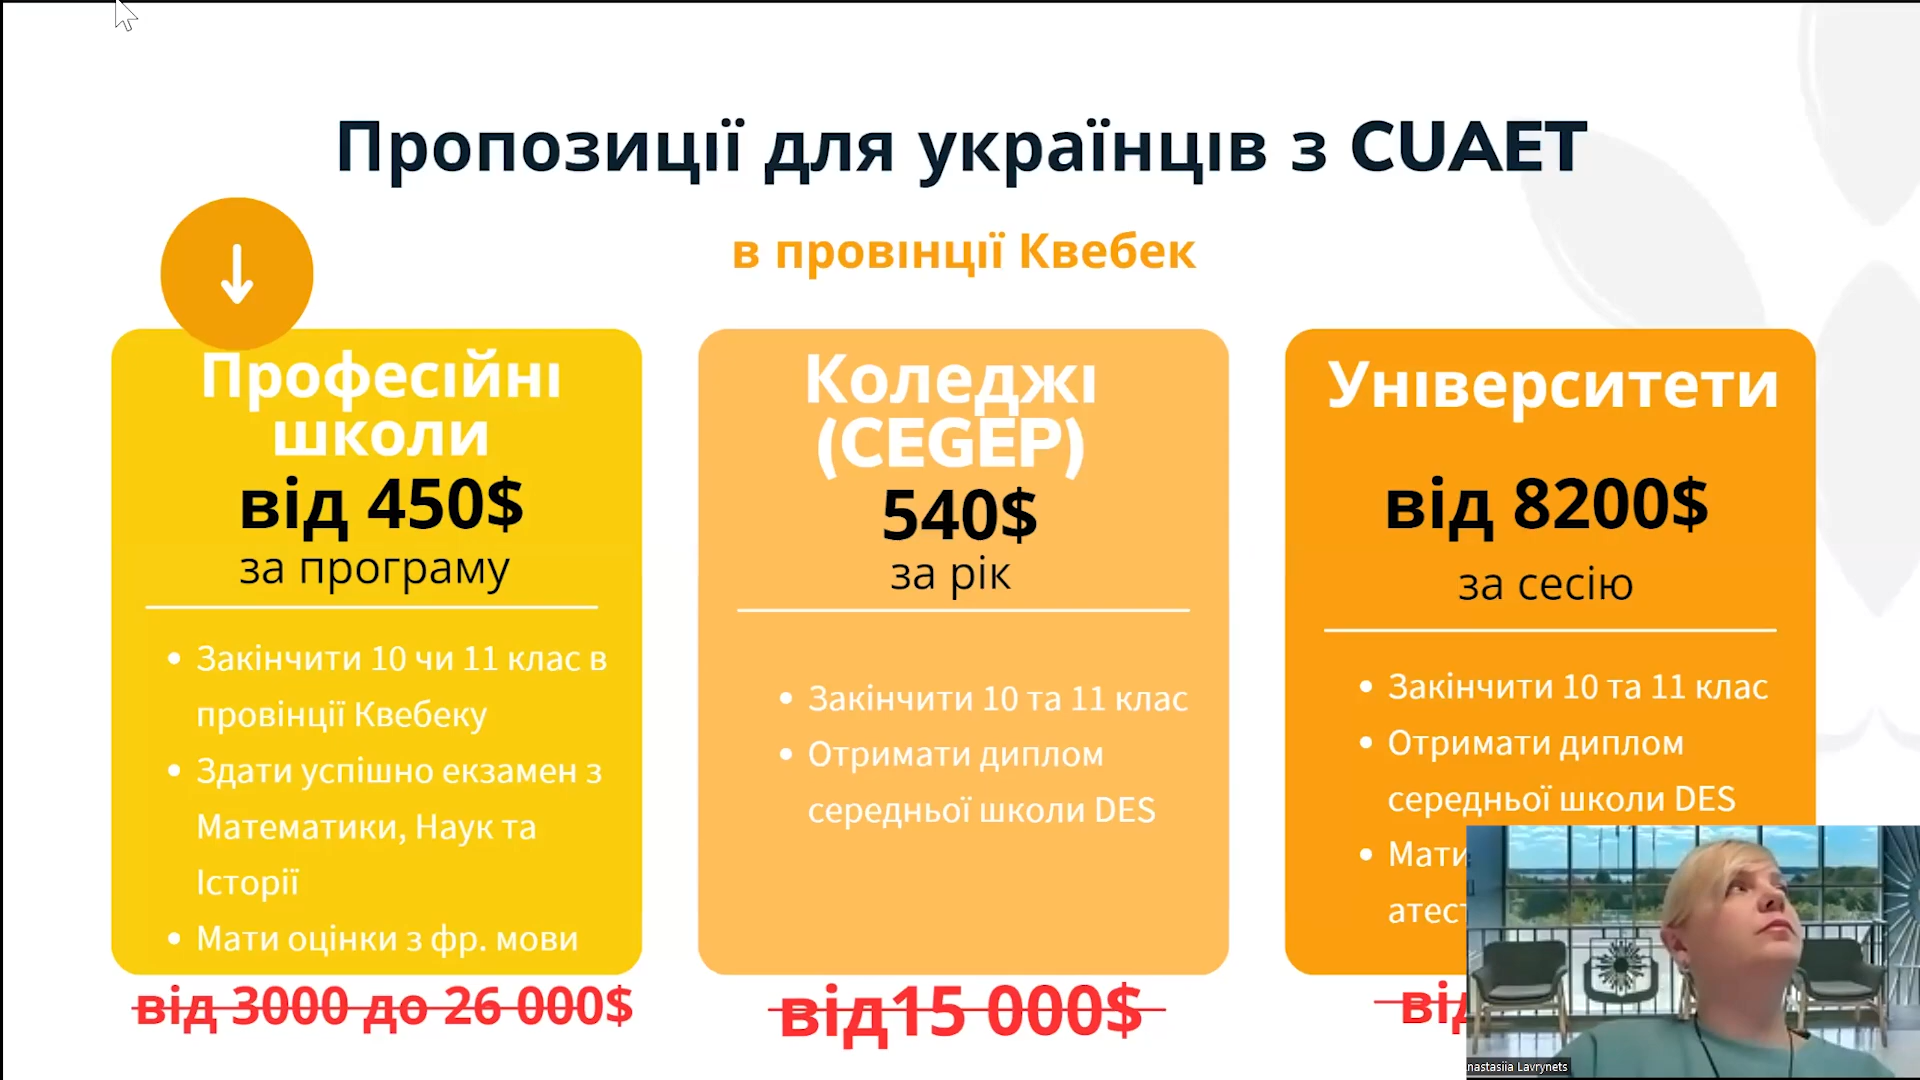 Пропозиції для українців з CUAET
в провінції Квебек
Професійні
школи
від 450$
за програму
Закінчити 10 чи 11 клас в
провінції Квебеку
Здати успішно екзамен з
Математики, Наук та
Історії
Мати оцінки з фр. мови
від 3000 до 26 000$
Коледжі
(CEGEP)
540$
за рік
Закінчити 10 та 11 клас
Отримати диплом
середньої школи DES
від15 000$
Університети
від 8200$
за сесію
Закінчити 10 та 11 клас
Отримати диплом
середньої школи DES
Мати
nastasiia Lavrynets